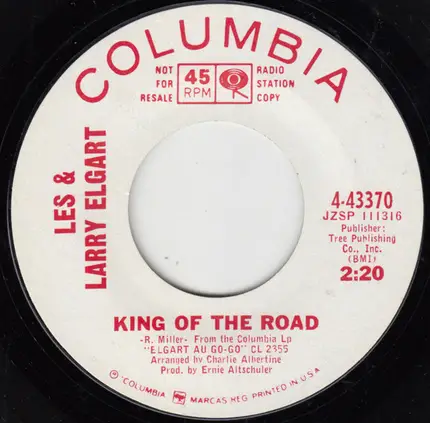 COLUMBIA
NOT FOR RESALE
45 RPM
RADIO STATION COPY
LES & LARRY ELGART
4-43370
JZSP 111316
Publisher:
Tree Publishing
Co., Inc.
(BMI)
2:20
KING OF THE ROAD
-R. Miller- From the Columbia Lp
"ELGART AU GO-GO" CL 2355
Arranged by Charlie Albertine
Prod. by Ernie Altschuler
® "COLUMBIA" MARCAS REG. PRINTED IN U.S.A.